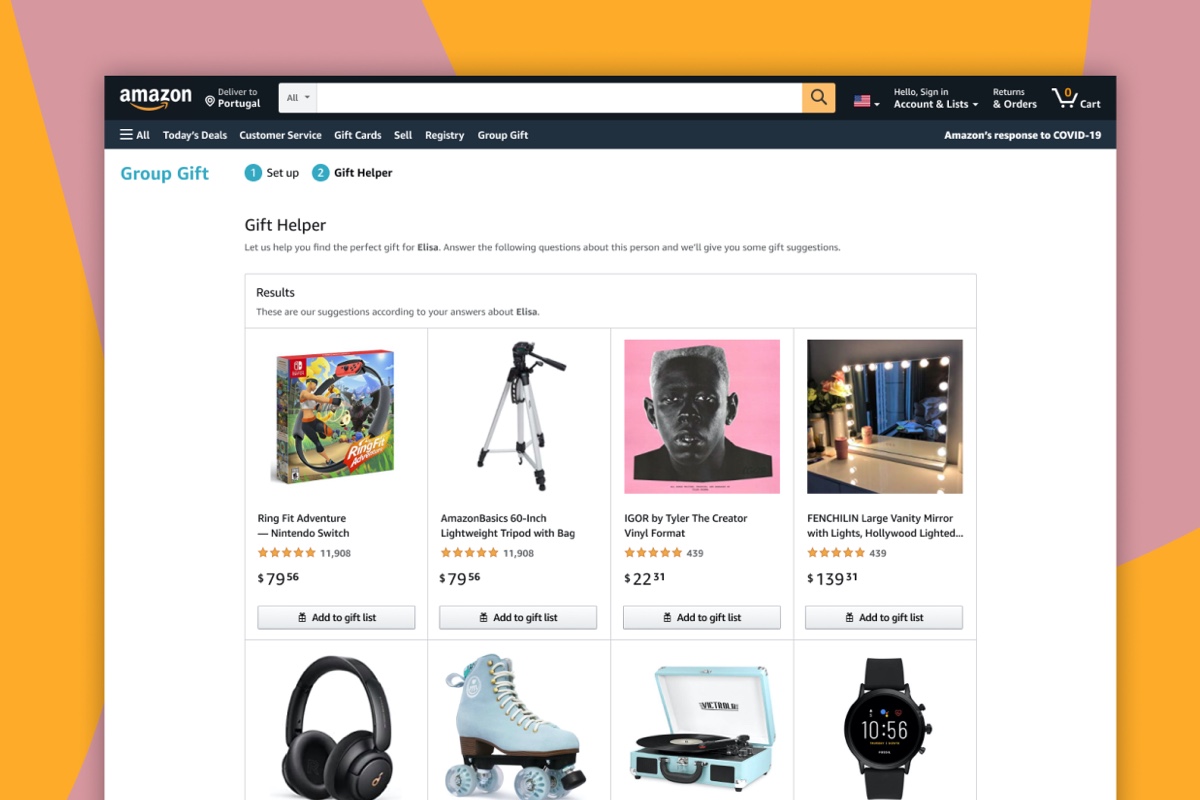 amazon
Deliver to
Portugal
All
Hello, Sign in
Account & Lists
Returns
& Orders
0
Cart
All
Today's Deals
Customer Service
Gift Cards
Sell
Registry
Group Gift
Amazon's response to COVID-19
Group Gift
1 Set up
2 Gift Helper
Gift Helper
Let us help you find the perfect gift for Elisa. Answer the following questions about this person and we'll give you some gift suggestions.
Results
These are our suggestions according to your answers about Elisa.
RingFit
Adventure
Ring Fit Adventure
— Nintendo Switch
11,908
$79 56
Add to gift list
AmazonBasics 60-Inch
Lightweight Tripod with Bag
11,908
$79 56
Add to gift list
IGOR by Tyler The Creator
Vinyl Format
439
$22 31
Add to gift list
FENCHILIN Large Vanity Mirror
with Lights, Hollywood Lighted...
439
$139 31
Add to gift list
VICTROLA
10:56
FOSSIL